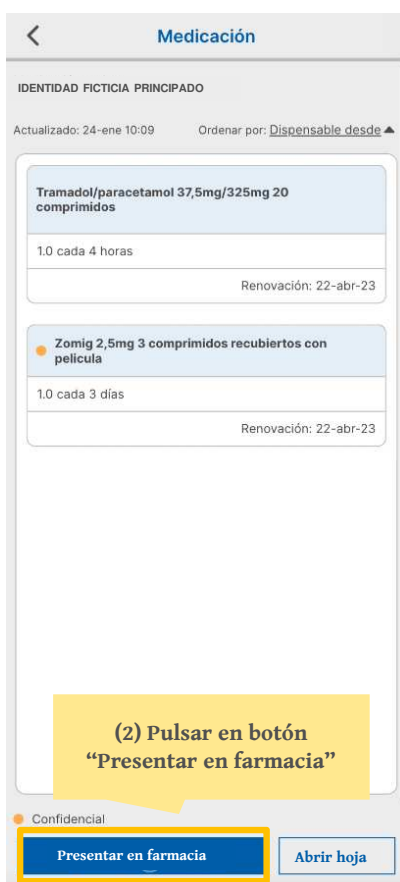 Medicación
IDENTIDAD FICTICIA PRINCIPADO
Actualizado: 24-ene 10:09 Ordenar por: Dispensable desde
Tramadol/paracetamol 37,5mg/325mg 20
comprimidos
1.0 cada 4 horas
Renovación: 22-abr-23
Zomig 2,5mg 3 comprimidos recubiertos con
pelicula
1.0 cada 3 días
Renovación: 22-abr-23
(2) Pulsar en botón
“Presentar en farmacia”
Confidencial
Presentar en farmacia
Abrir hoja